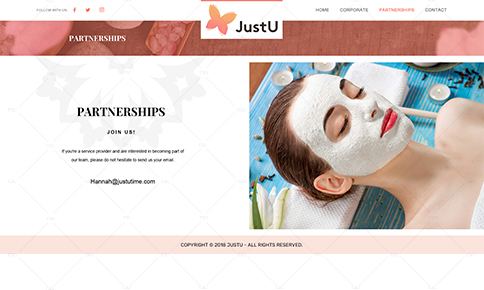 FOLLOW WITH US:
JustU
HOME
CORPORATE
PARTNERSHIPS
CONTACT
PARTNERSHIPS
PARTNERSHIPS
JOIN US!
If you're a service provider and are interested in becoming part of
our team, please do not hesitate to send us your email.
Hannah@justutime.com
COPYRIGHT © 2018 JUSTU - ALL RIGHTS RESERVED.